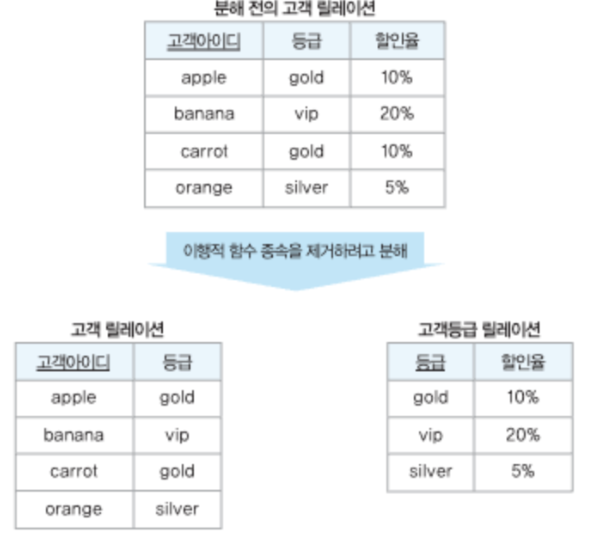 분해 전의 고객 릴레이션
고객아이디 등급 할인율
apple gold 10%
banana vip 20%
carrot gold 10%
orange silver 5%
이행적 함수 종속을 제거하려고 분해
고객 릴레이션
고객아이디 등급
apple gold
banana vip
carrot gold
orange silver
고객등급 릴레이션
등급 할인율
gold 10%
vip 20%
silver 5%